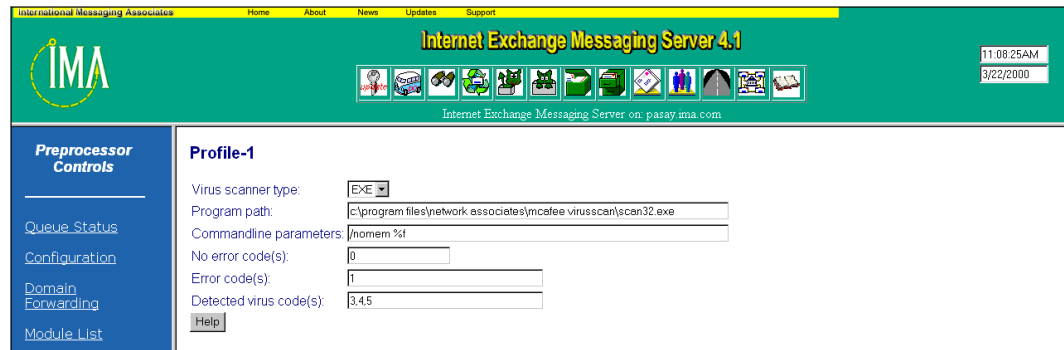 International Messaging Associates Home About News Updates Support
IMA
Internet Exchange Messaging Server 4.1
11:08:25AM
3/22/2000
update
Internet Exchange Messaging Server on: pasay.ima.com
Preprocessor
Controls
Queue Status
Configuration
Domain
Forwarding
Module List
Profile-1
Virus scanner type: EXE
Program path: c:\program files\network associates\mcafee virusscan\scan32.exe
Commandline parameters: /nomem %f
No error code(s): 0
Error code(s): 1
Detected virus code(s): 3,4,5
Help